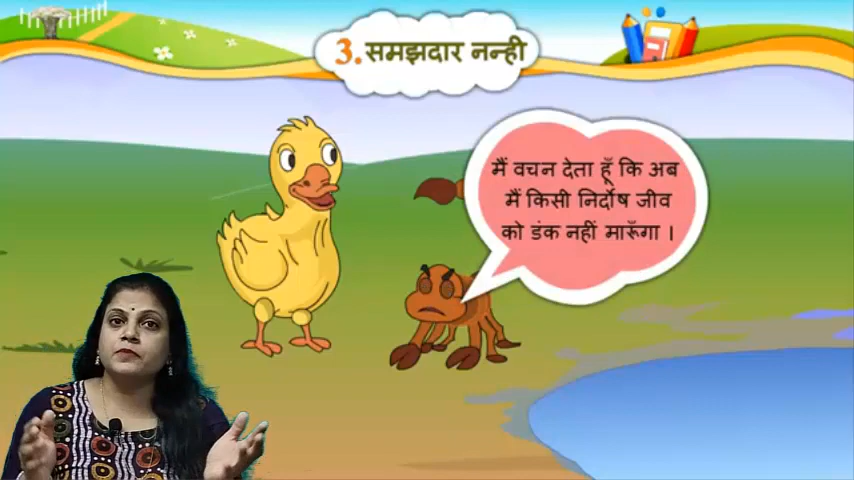 3. समझदार नन्ही
मैं वचन देता हूँ कि अब
मैं किसी निर्दोष जीव
को डंक नहीं मारूँगा ।